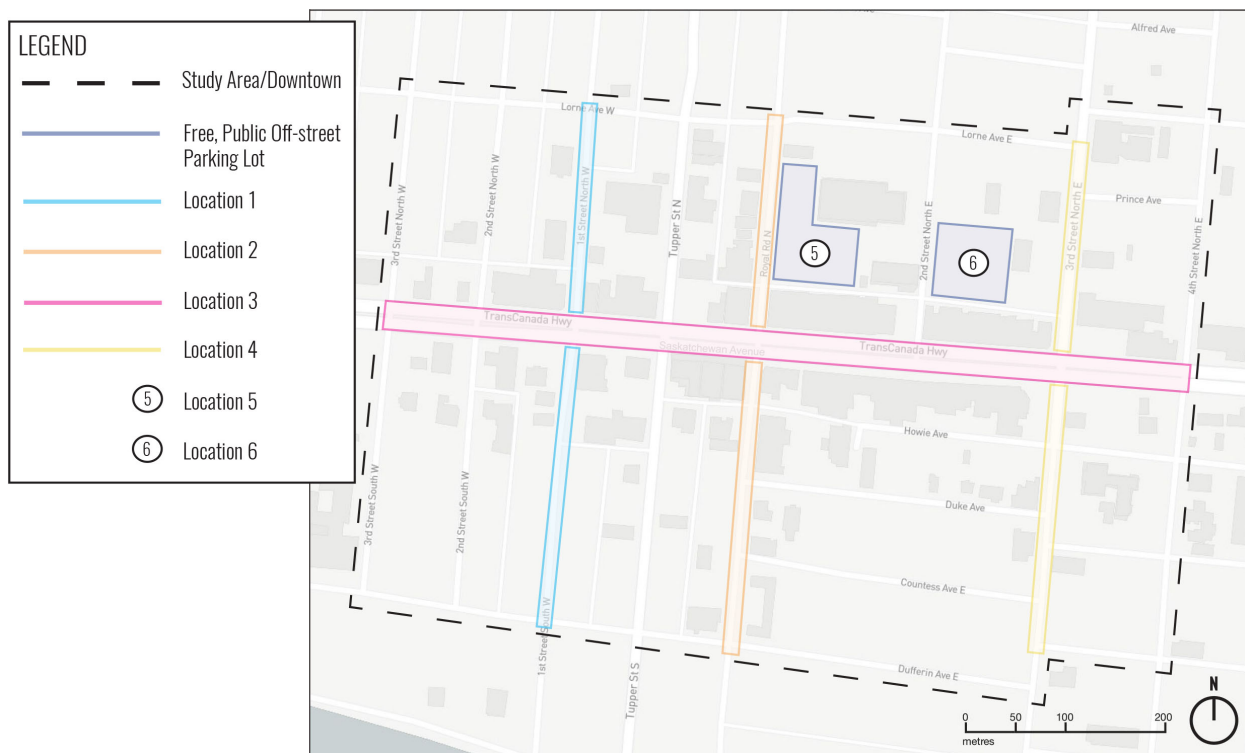 LEGEND
Study Area/Downtown
Free, Public Off-street
Parking Lot
Location 1
Location 2
Location 3
Location 4
5 Location 5
6 Location 6
Ave
Alfred Ave
Lorne Ave W
Lorne Ave E
Prince Ave
3rd Street North W
2nd Street North W
1st Street North W
Tupper St N
Royal Rd N
2nd Street North E
3rd Street North E
4th Street North E
5
6
TransCanada Hwy
Saskatchewan Avenue
TransCanada Hwy
Howie Ave
Duke Ave
Countess Ave E
Dufferin Ave E
3rd Street South W
2nd Street South W
1st Street South W
Tupper St S
N
0 50 100 200
metres